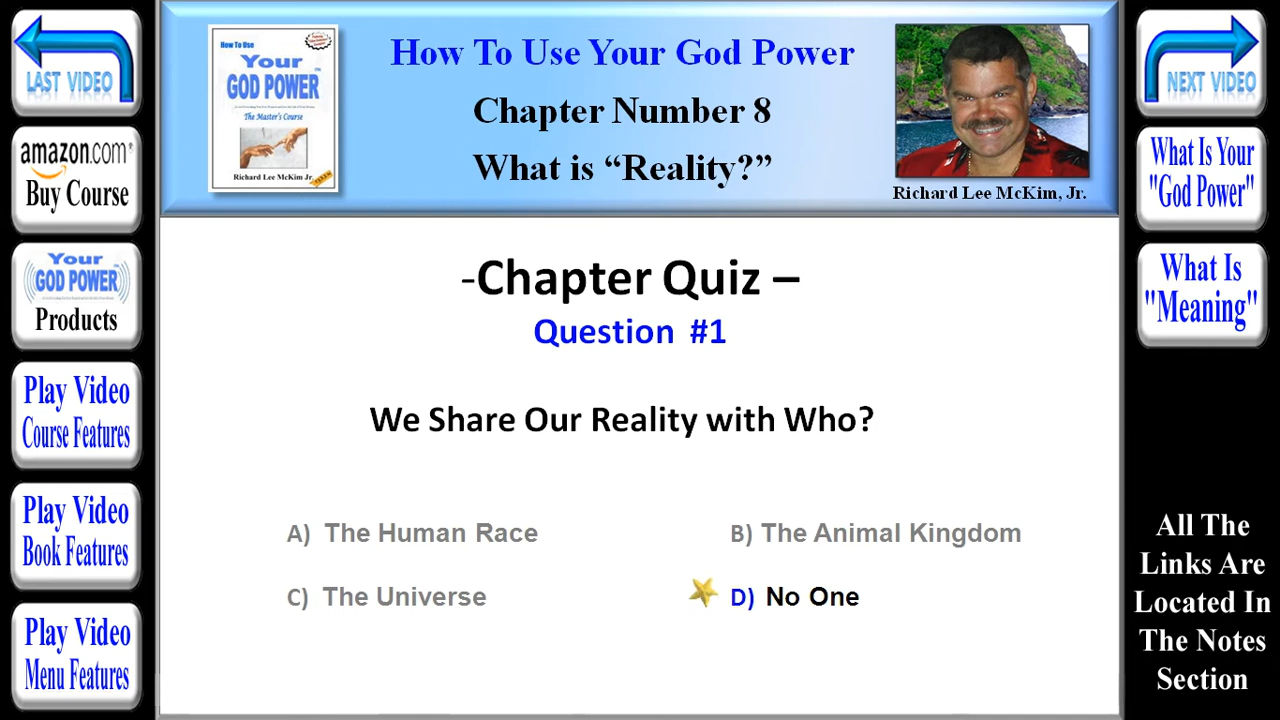 LAST VIDEO
amazon.com
Buy Course
Your
GOD POWER
Products
Play Video
Course Features
Play Video
Book Features
Play Video
Menu Features
How To Use
Your
GOD POWER
The Master's Course
Richard Lee McKim Jr.
How To Use Your God Power
Chapter Number 8
What is “Reality?”
Richard Lee McKim, Jr.
-Chapter Quiz –
Question #1
We Share Our Reality with Who?
A) The Human Race
B) The Animal Kingdom
C) The Universe
D) No One
NEXT VIDEO
What Is Your
"God Power"
What Is
"Meaning"
All The
Links Are
Located In
The Notes
Section